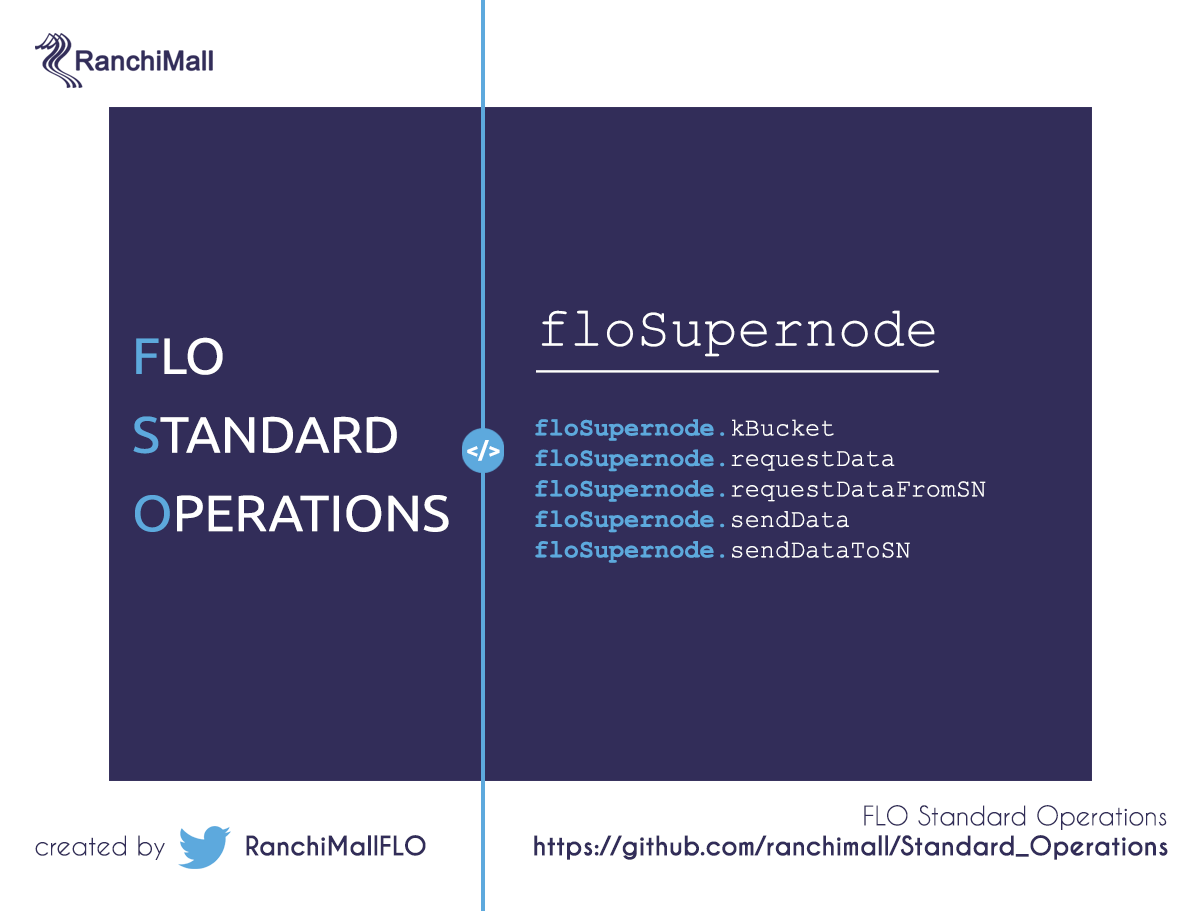 RanchiMall
FLO
STANDARD
OPERATIONS
</>
floSupernode
floSupernode.kBucket
floSupernode.requestData
floSupernode.requestDataFromSN
floSupernode.sendData
floSupernode.sendDataToSN
created by RanchiMallFLO
FLO Standard Operations
https://github.com/ranchimall/Standard_Operations